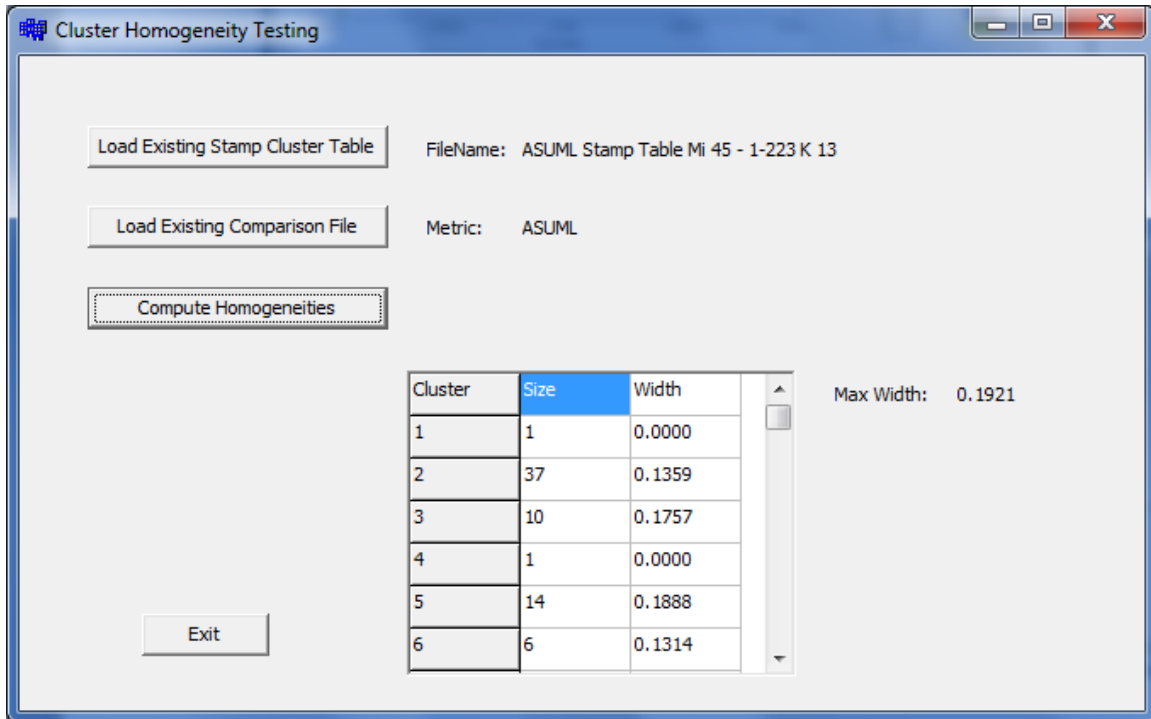 Cluster Homogeneity Testing
Load Existing Stamp Cluster Table FileName: ASUML Stamp Table Mi 45 - 1-223 K 13
Load Existing Comparison File Metric: ASUML
Compute Homogeneities
Cluster Size Width Max Width: 0.1921
1 1 0.0000
2 37 0.1359
3 10 0.1757
4 1 0.0000
5 14 0.1888
6 6 0.1314
Exit